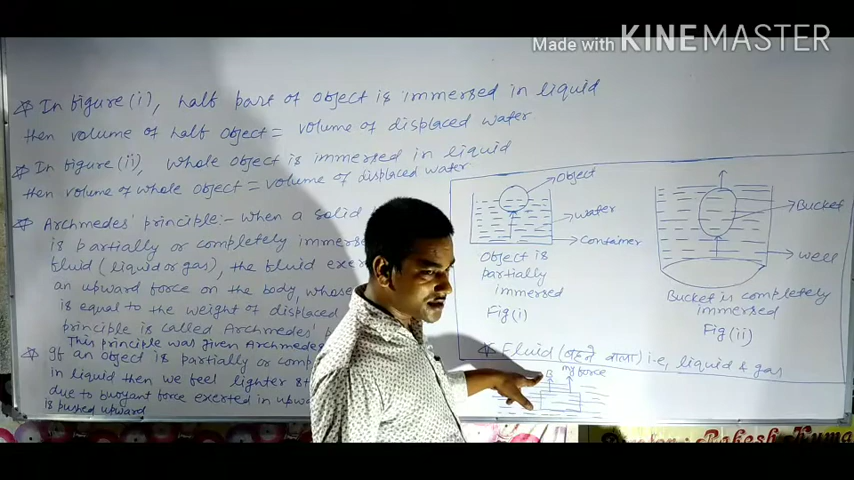 Made with KINEMASTER
☆ In figure (i), half part of object is immersed in liquid
then volume of half object = volume of displaced water
☆ In figure (ii), whole object is immersed in liquid
then volume of whole object = volume of displaced water
☆ Archmedes' principle:- when a solid
is partially or completely immers
fluid (liquid or gas), the fluid exer
an upward force on the body, whose
is equal to the weight of displaced
principle is called Archmedes'
This principle was given Archmedes
☆ If an object is partially or comp
in liquid then we feel lighter
due to buoyant force exerted in upw
is pushed upward
Object
water
Container
Object is
partially
immersed
Fig(i)
Bucket
well
Bucket is completely
immersed
Fig(ii)
☆ Fluid (बहने वाला) i.e, liquid & gas
force
Director Rakesh Kuma